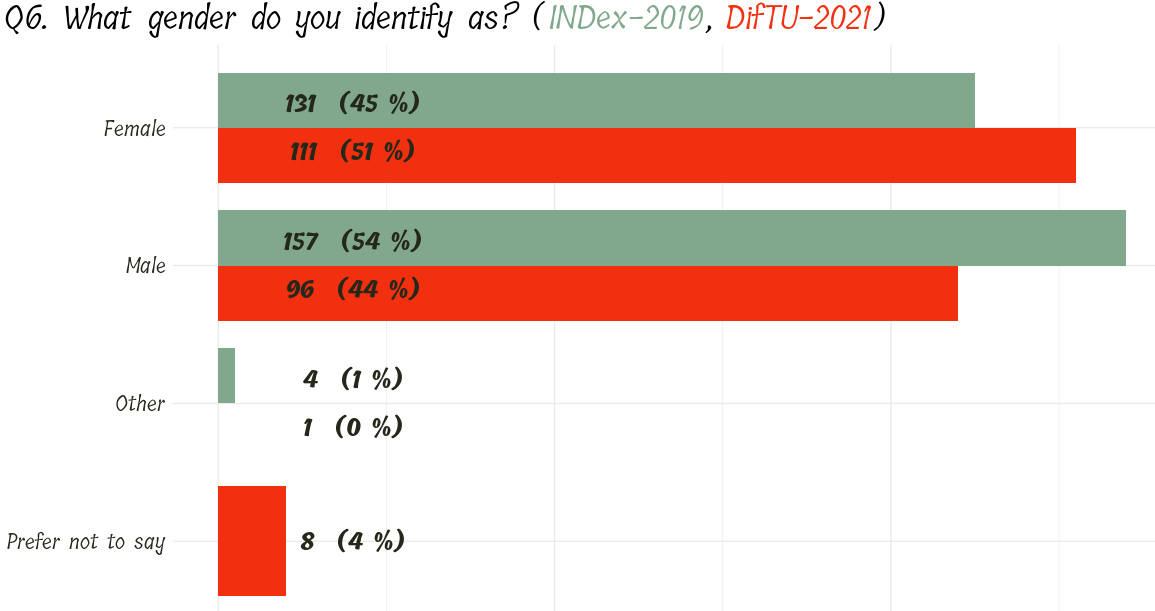 Q6. What gender do you identify as? (INDex-2019, DifTU-2021)
131 (45 %)
Female
111 (51 %)
157 (54 %)
Male
96 (44 %)
4 (1 %)
Other
1 (0 %)
Prefer not to say 8 (4 %)